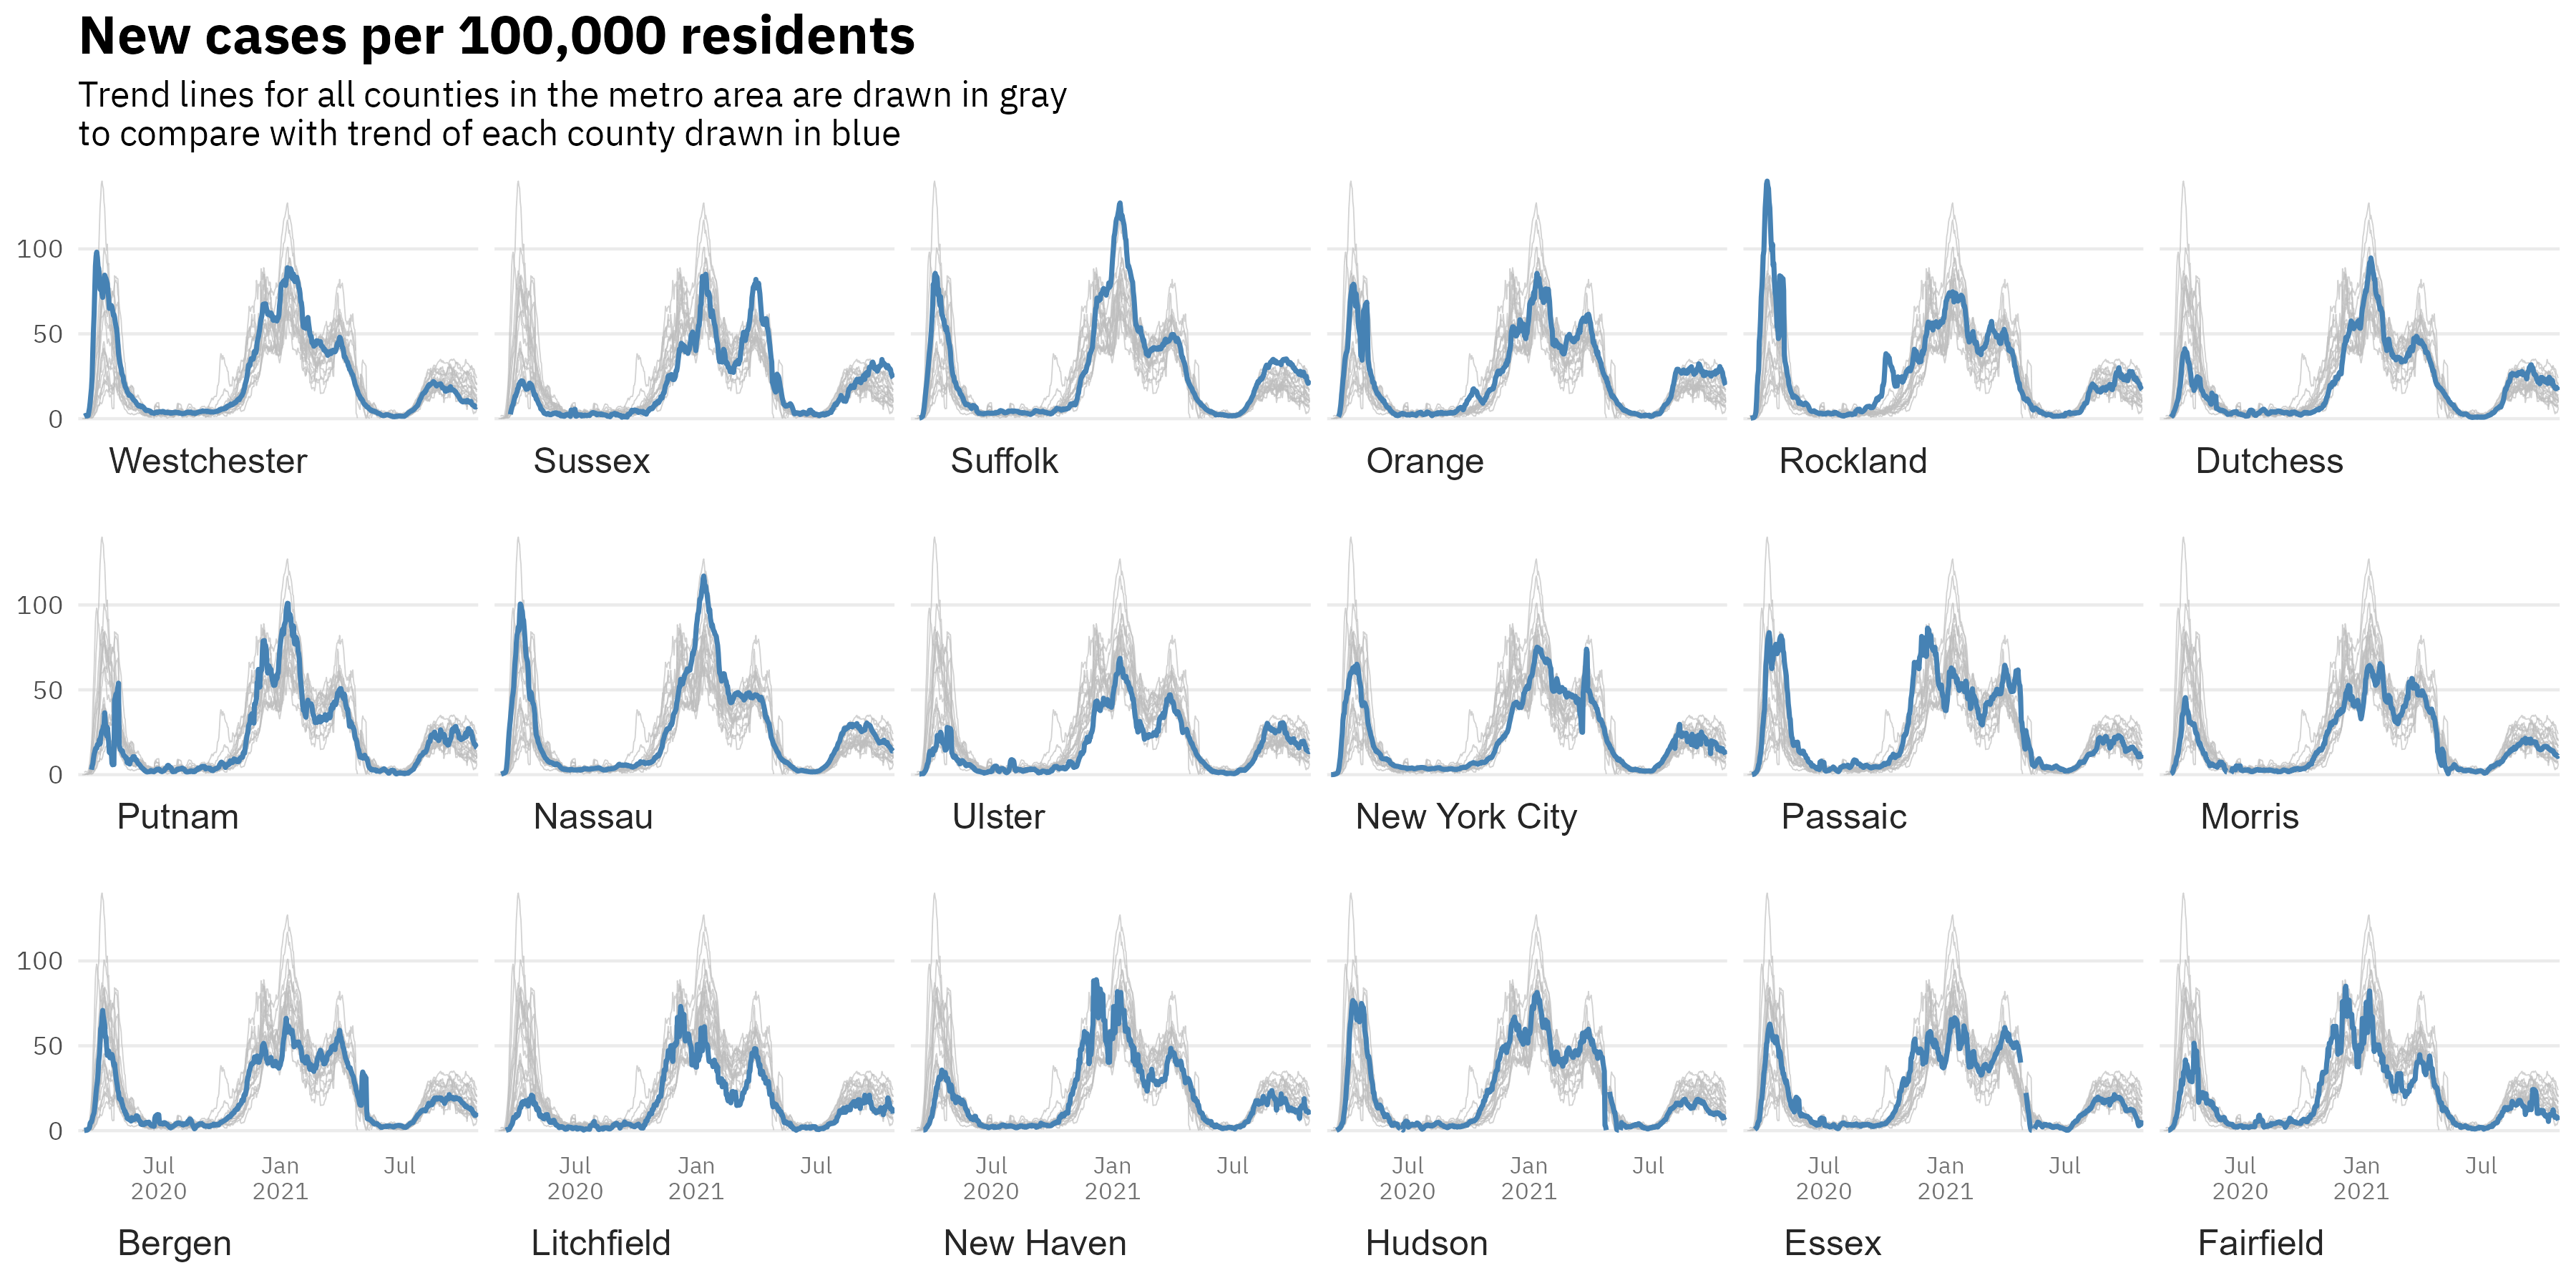 New cases per 100,000 residents
Trend lines for all counties in the metro area are drawn in gray
to compare with trend of each county drawn in blue
100
50
0
Westchester
Sussex
Suffolk
Orange
Rockland
Dutchess
100
50
0
Putnam
Nassau
Ulster
New York City
Passaic
Morris
100
50
0
Jul
2020
Jan
2021
Jul
Jul
2020
Jan
2021
Jul
Jul
2020
Jan
2021
Jul
Jul
2020
Jan
2021
Jul
Jul
2020
Jan
2021
Jul
Jul
2020
Jan
2021
Jul
Bergen
Litchfield
New Haven
Hudson
Essex
Fairfield